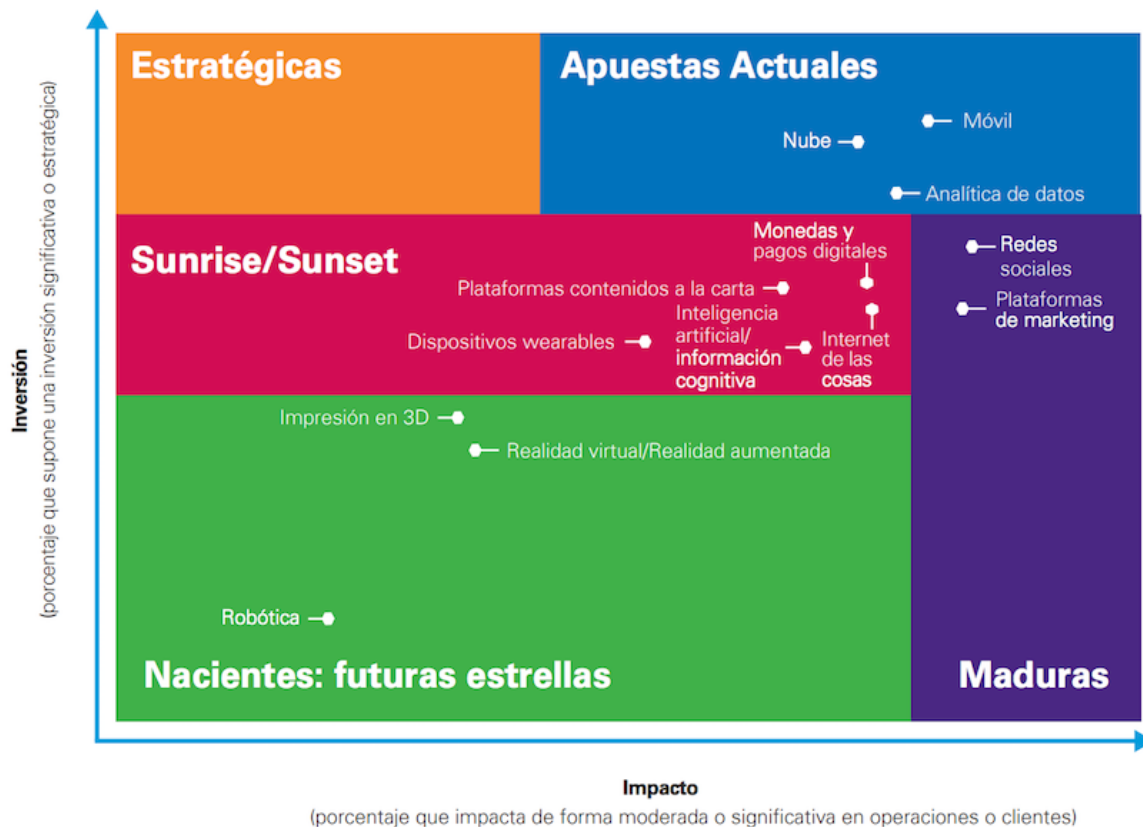 Estratégicas
Apuestas Actuales
Móvil
Nube
Analítica de datos
Sunrise/Sunset
Monedas y
pagos digitales
Plataformas contenidos a la carta
Inteligencia
artificial/
información
cognitiva
Dispositivos wearables
Internet
de las
cosas
Redes
sociales
Plataformas
de marketing
Impresión en 3D
Realidad virtual/Realidad aumentada
Robótica
Nacientes: futuras estrellas
Maduras
Inversión
(porcentaje que supone una inversión significativa o estratégica)
Impacto
(porcentaje que impacta de forma moderada o significativa en operaciones o clientes)